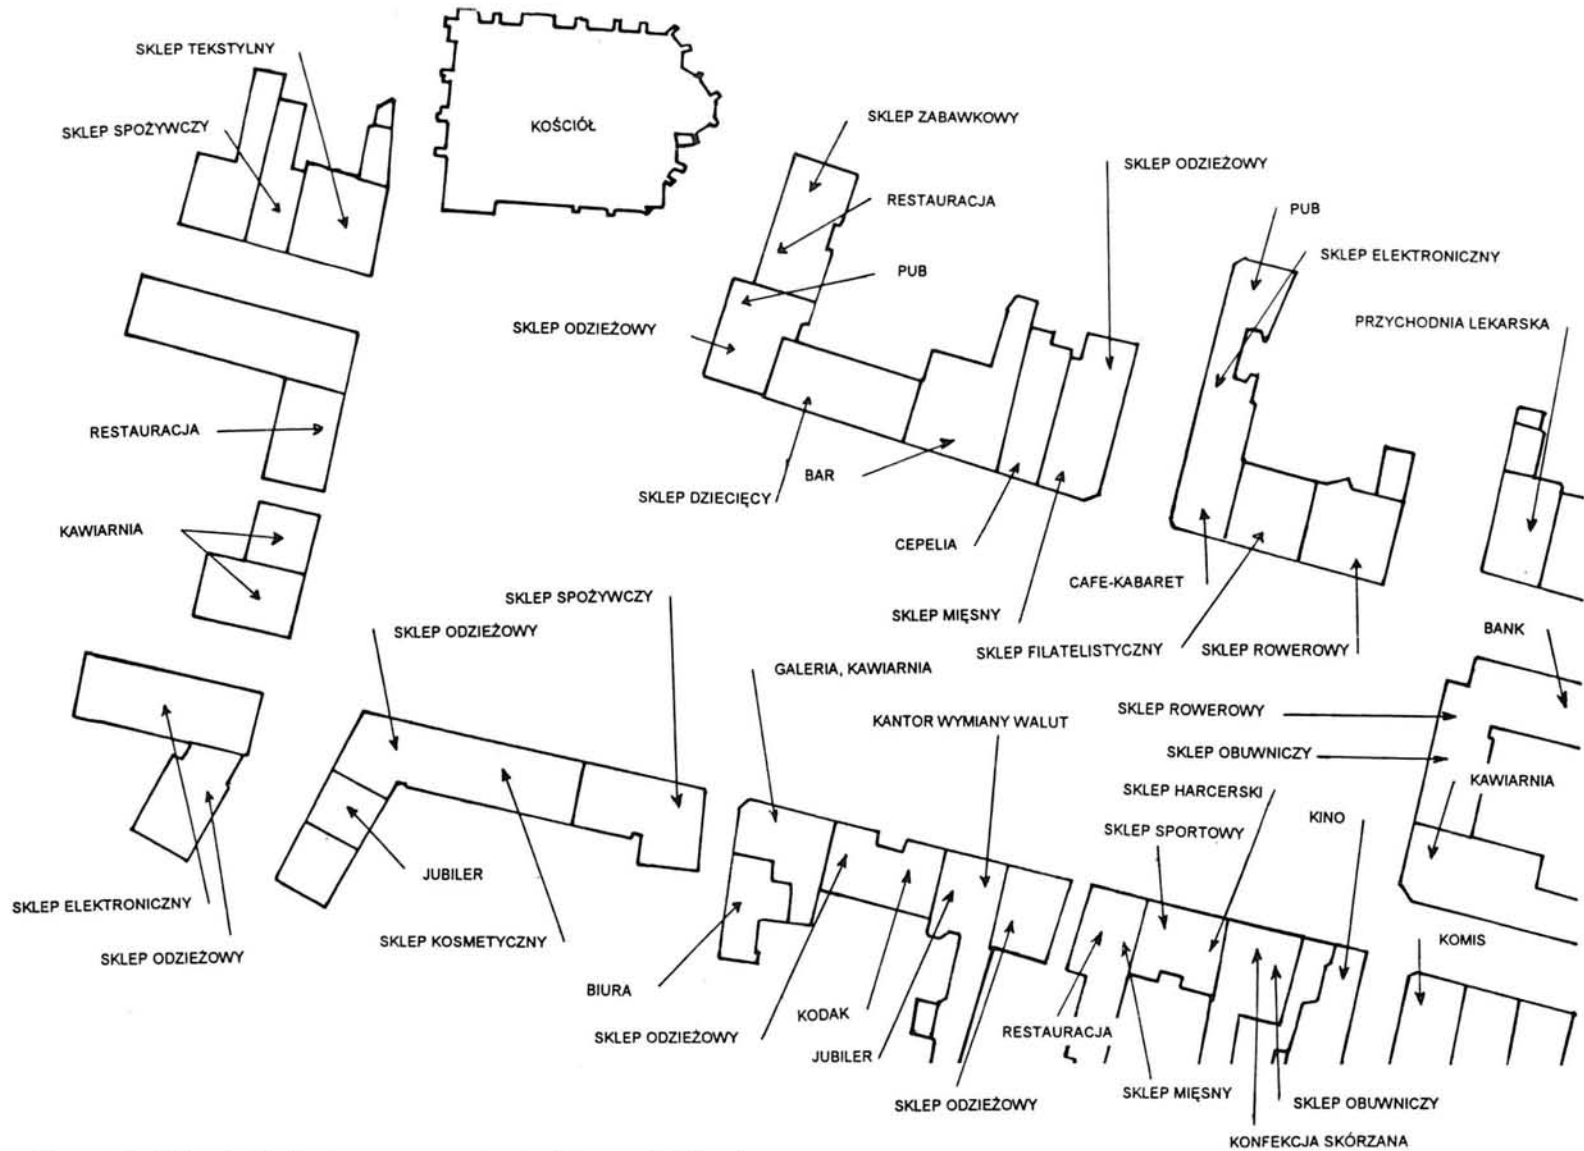 SKLEP TEKSTYLNY
SKLEP SPOŻYWCZY
KOŚCIÓŁ
SKLEP ZABAWKOWY
SKLEP ODZIEŻOWY
RESTAURACJA
PUB
SKLEP ELEKTRONICZNY
PUB
SKLEP ODZIEŻOWY
PRZYCHODNIA LEKARSKA
RESTAURACJA
BAR
SKLEP DZIECIĘCY
KAWIARNIA
CEPELIA
CAFE-KABARET
SKLEP SPOŻYWCZY
SKLEP MIĘSNY
SKLEP ODZIEŻOWY
SKLEP FILATELISTYCZNY
SKLEP ROWEROWY
BANK
GALERIA, KAWIARNIA
KANTOR WYMIANY WALUT
SKLEP ROWEROWY
SKLEP OBUWNICZY
KAWIARNIA
SKLEP HARCERSKI
KINO
SKLEP SPORTOWY
JUBILER
SKLEP ELEKTRONICZNY
SKLEP KOSMETYCZNY
KOMIS
SKLEP ODZIEŻOWY
BIURA
KODAK
SKLEP ODZIEŻOWY
RESTAURACJA
JUBILER
SKLEP MIĘSNY
SKLEP ODZIEŻOWY
SKLEP OBUWNICZY
KONFEKCJA SKÓRZANA